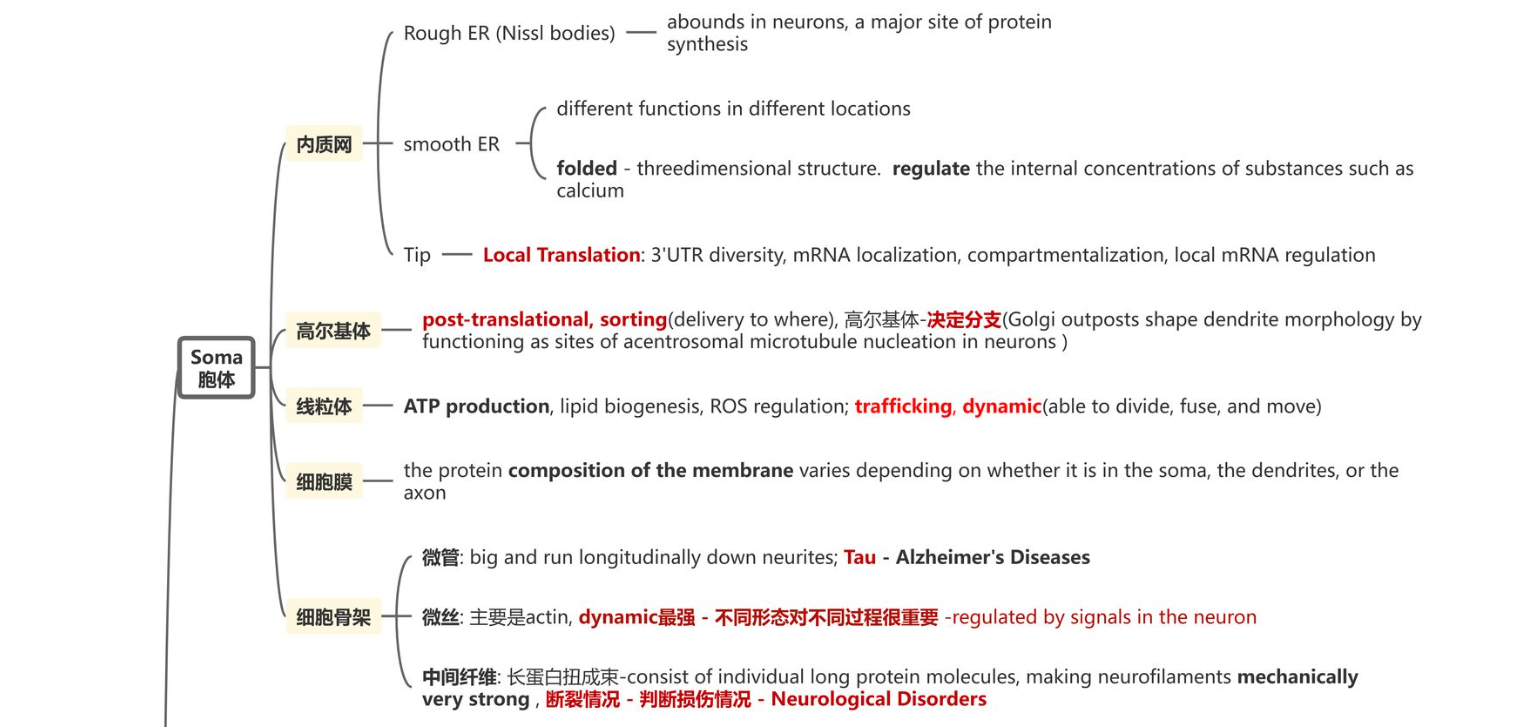 Soma
胞体
内质网
Rough ER (Nissl bodies)
abounds in neurons, a major site of protein
synthesis
smooth ER
different functions in different locations
folded - threedimensional structure.  regulate the internal concentrations of substances such as
calcium
Tip
Local Translation: 3'UTR diversity, mRNA localization, compartmentalization, local mRNA regulation
高尔基体
post-translational, sorting(delivery to where), 高尔基体-决定分支(Golgi outposts shape dendrite morphology by
functioning as sites of acentrosomal microtubule nucleation in neurons )
线粒体
ATP production, lipid biogenesis, ROS regulation; trafficking, dynamic(able to divide, fuse, and move)
细胞膜
the protein composition of the membrane varies depending on whether it is in the soma, the dendrites, or the
axon
细胞骨架
微管: big and run longitudinally down neurites; Tau - Alzheimer's Diseases
微丝: 主要是actin, dynamic最强 - 不同形态对不同过程很重要 -regulated by signals in the neuron
中间纤维: 长蛋白扭成束-consist of individual long protein molecules, making neurofilaments mechanically
very strong , 断裂情况 - 判断损伤情况 - Neurological Disorders